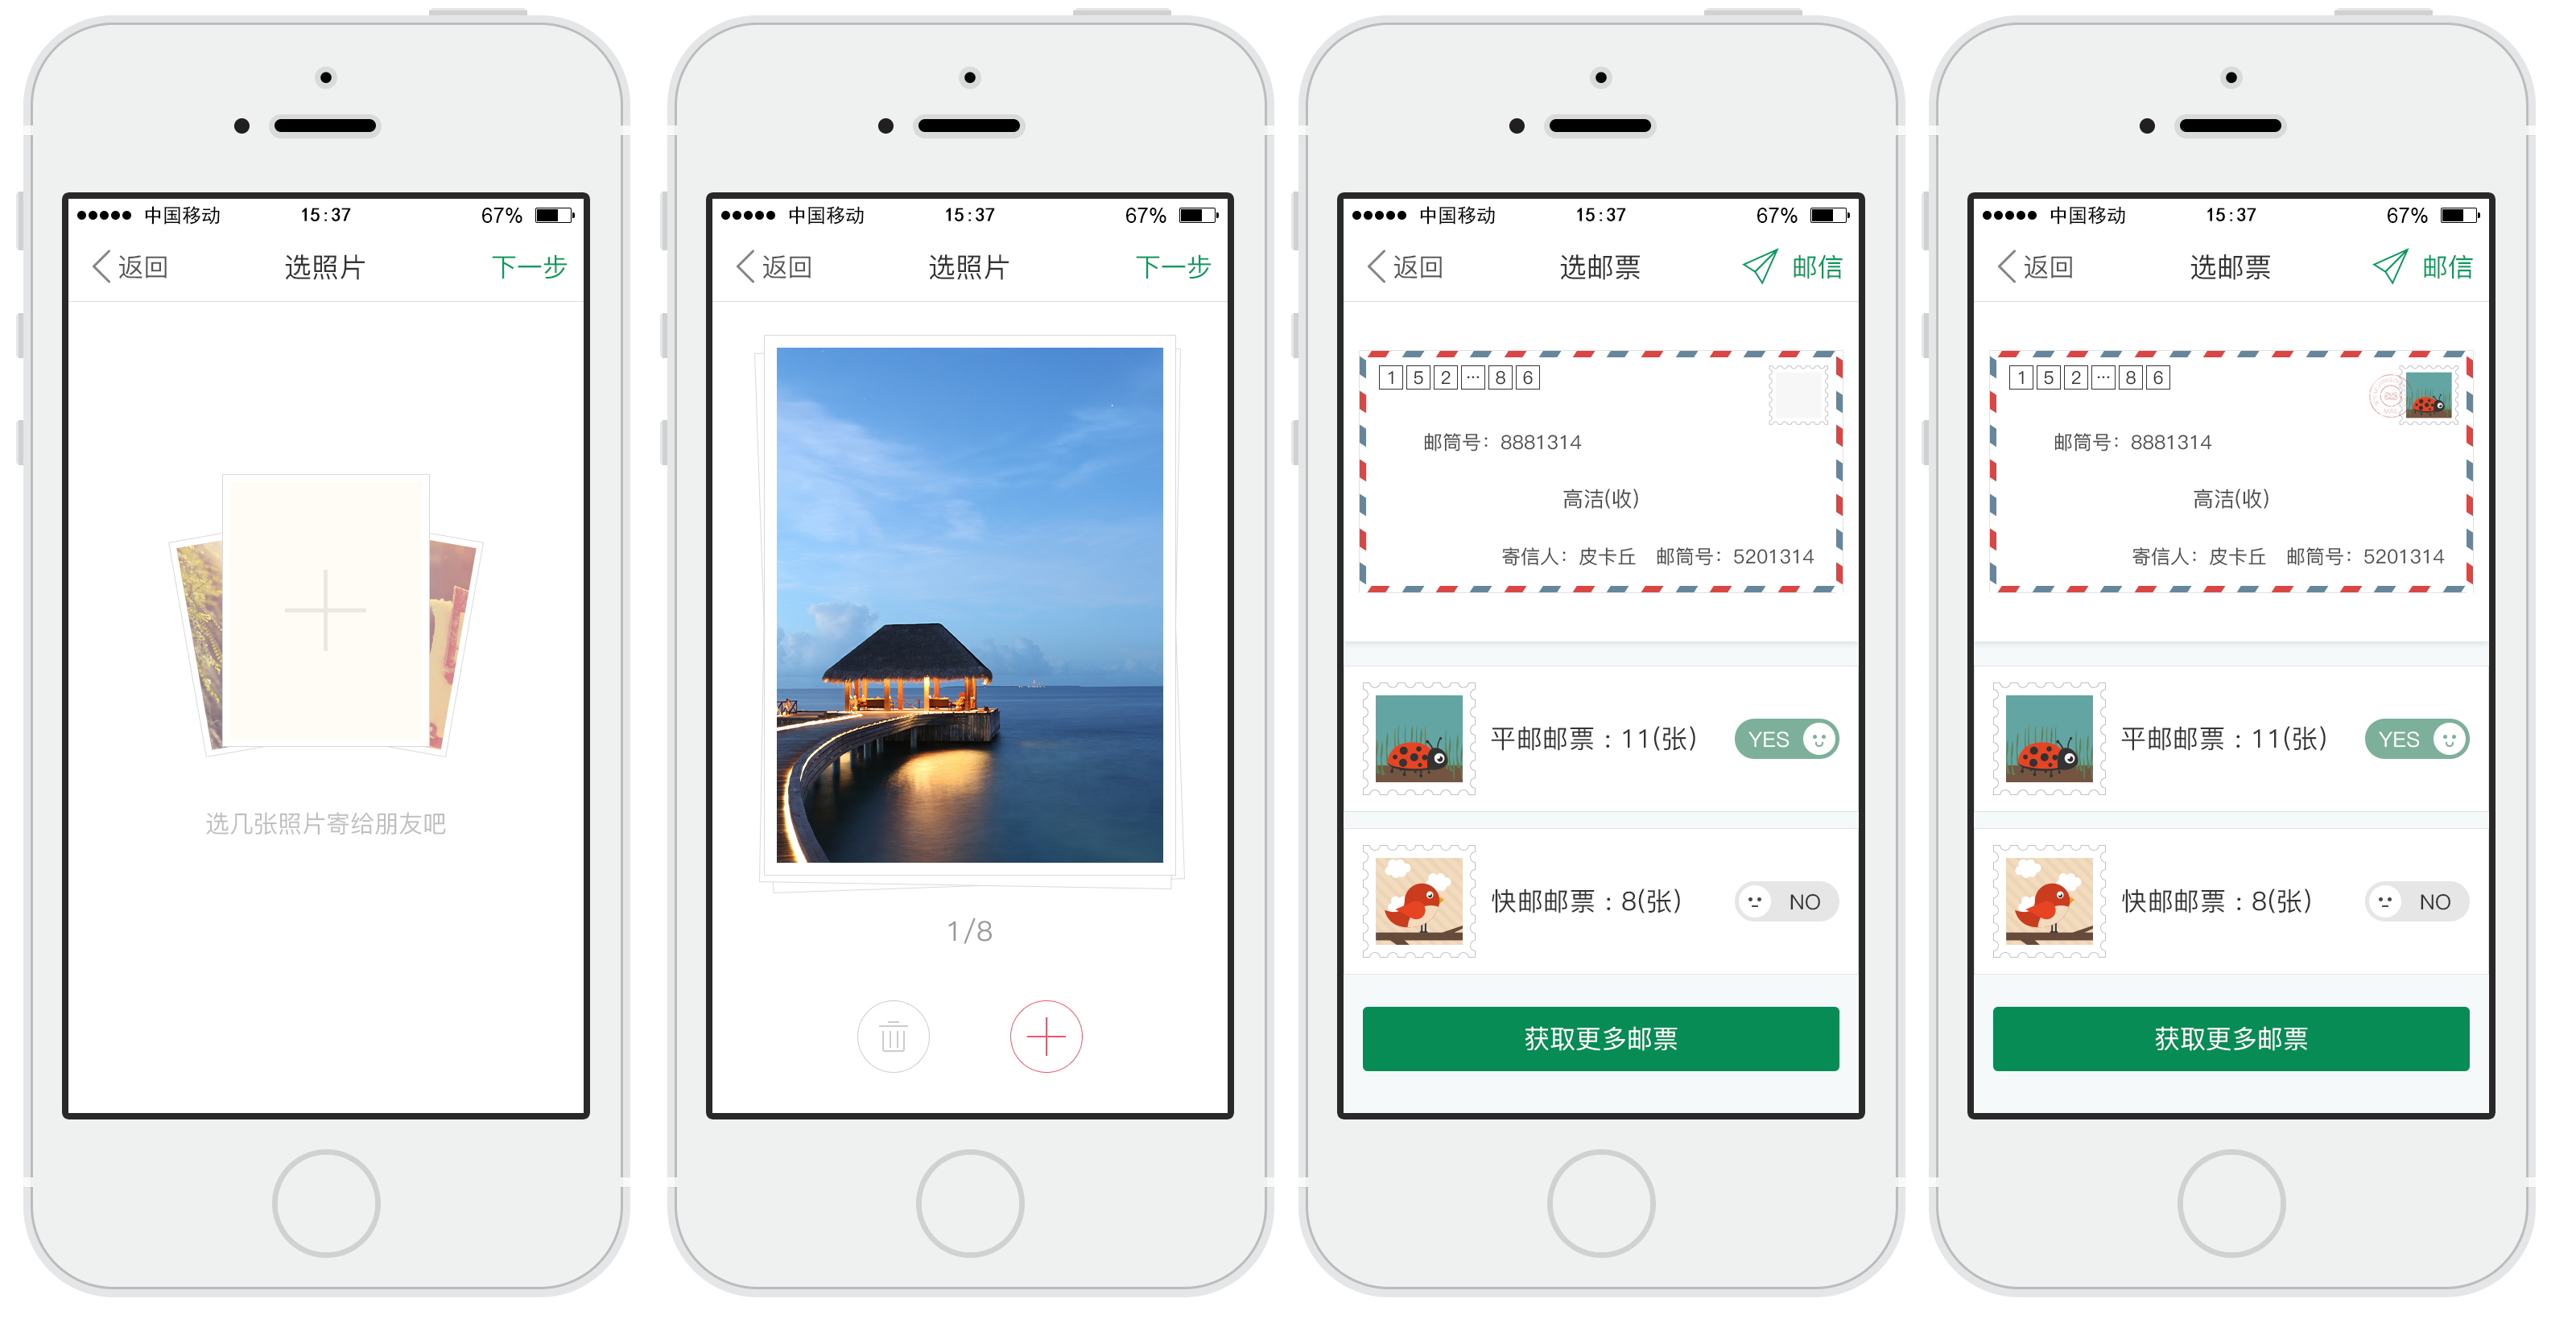 中国移动 15:37 67%
返回 选照片 下一步
选几张照片寄给朋友吧
中国移动 15:37 67%
返回 选照片 下一步
1/8
中国移动 15:37 67%
返回 选邮票 邮信
1 5 2 ··· 8 6
邮筒号：8881314
高洁(收)
寄信人：皮卡丘 邮筒号：5201314
平邮邮票：11(张) YES
快邮邮票：8(张) NO
获取更多邮票
中国移动 15:37 67%
返回 选邮票 邮信
1 5 2 ··· 8 6
邮筒号：8881314
高洁(收)
寄信人：皮卡丘 邮筒号：5201314
平邮邮票：11(张) YES
快邮邮票：8(张) NO
获取更多邮票